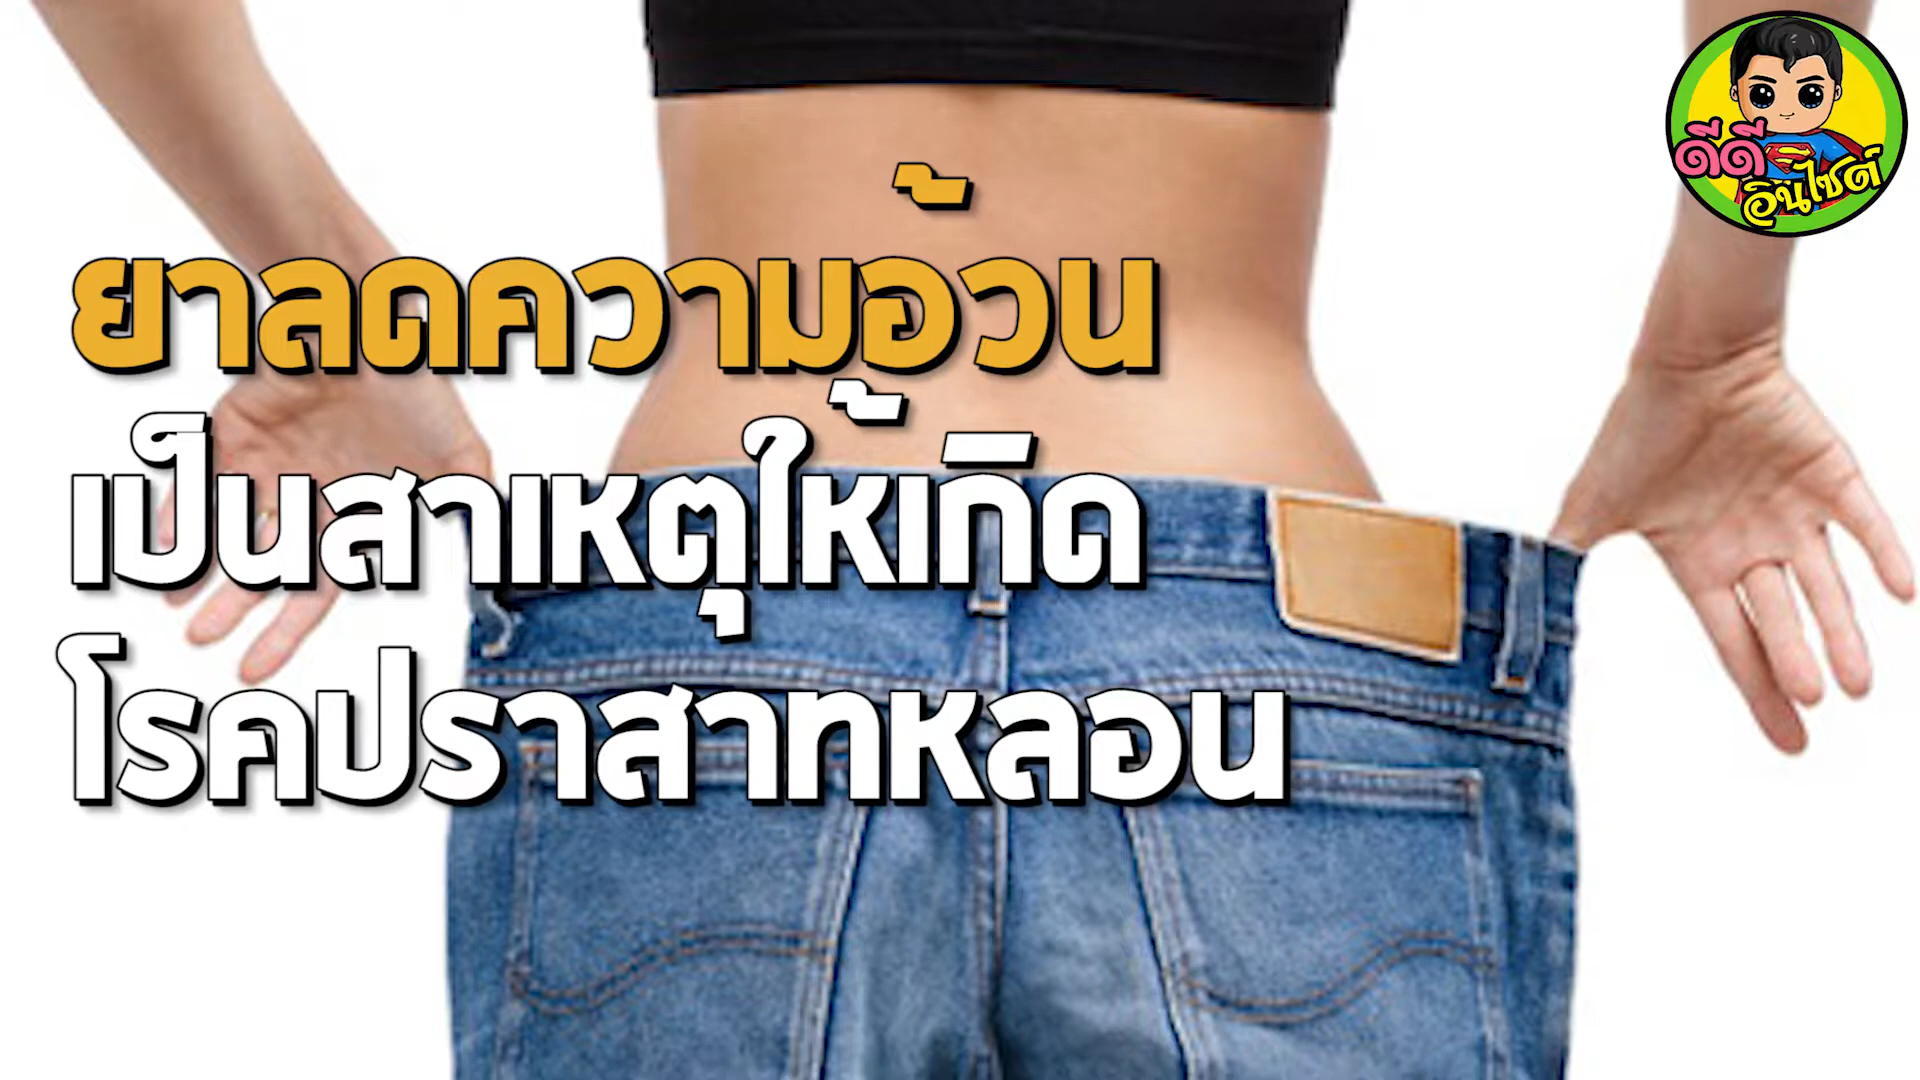 ดีดี
อินไซต์
ยาลดความอ้วน
เป็นสาเหตุให้เกิด
โรคประสาทหลอน